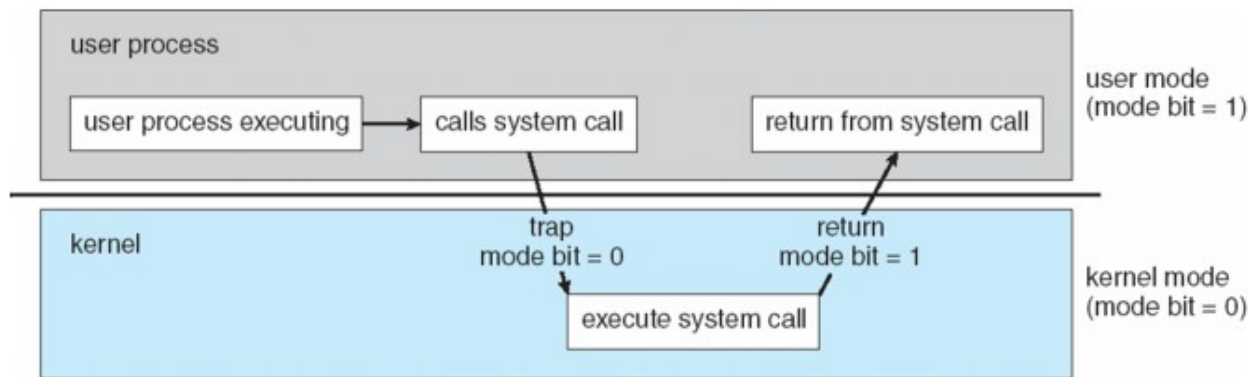 user process
user process executing
calls system call
return from system call
user mode
(mode bit = 1)
kernel
trap
mode bit = 0
return
mode bit = 1
kernel mode
(mode bit = 0)
execute system call